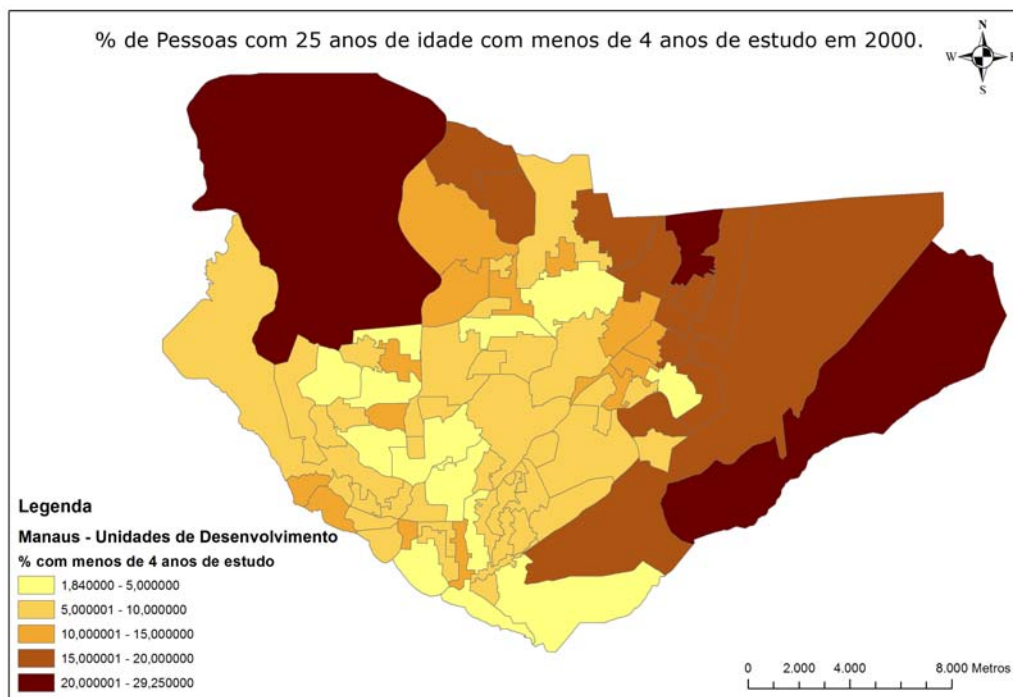 % de Pessoas com 25 anos de idade com menos de 4 anos de estudo em 2000.
N
W E
S
Legenda
Manaus - Unidades de Desenvolvimento
% com menos de 4 anos de estudo
1,840000 - 5,000000
5,000001 - 10,000000
10,000001 - 15,000000
15,000001 - 20,000000
20,000001 - 29,250000
0 2.000 4.000 8.000 Metros